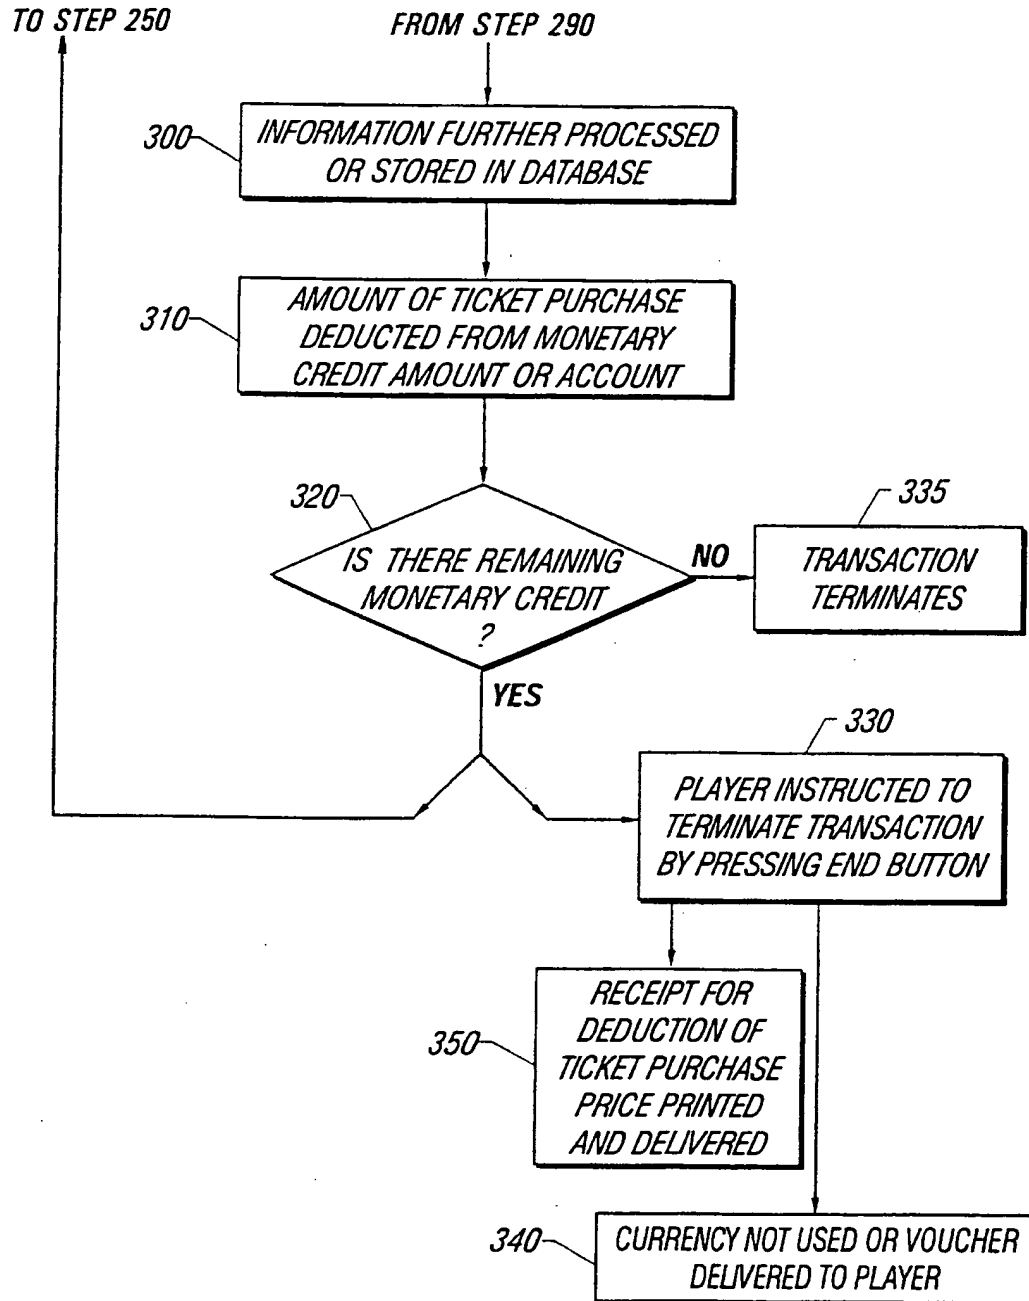 TO STEP 250
FROM STEP 290
300
INFORMATION FURTHER PROCESSED
OR STORED IN DATABASE
310
AMOUNT OF TICKET PURCHASE
DEDUCTED FROM MONETARY
CREDIT AMOUNT OR ACCOUNT
320
IS THERE REMAINING
MONETARY CREDIT
?
NO
335
TRANSACTION
TERMINATES
YES
330
PLAYER INSTRUCTED TO
TERMINATE TRANSACTION
BY PRESSING END BUTTON
350
RECEIPT FOR
DEDUCTION OF
TICKET PURCHASE
PRICE PRINTED
AND DELIVERED
340
CURRENCY NOT USED OR VOUCHER
DELIVERED TO PLAYER